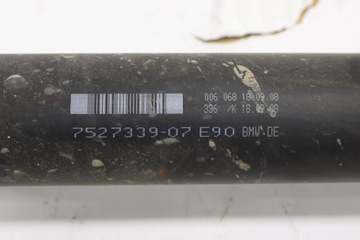 006 068 18.09.08
336 /K 18.09.08
7527339-07 E90 BMW DE